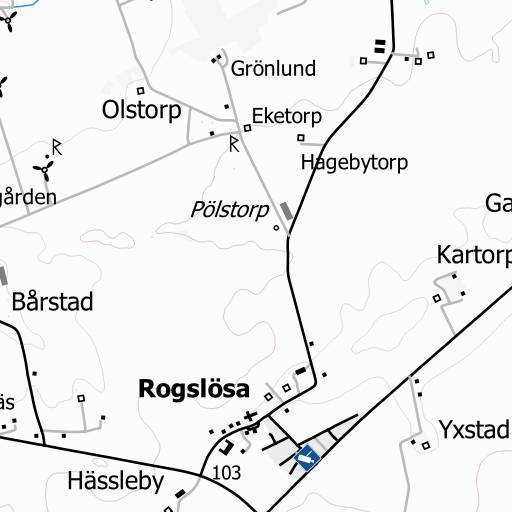 Grönlund
Olstorp
Eketorp
ᚱ
ᚱ
Hagebytorp
gården
Pölstorp
Ga
Kartorp
Bårstad
Rogslösa
äs
Yxstad
103
Hässleby